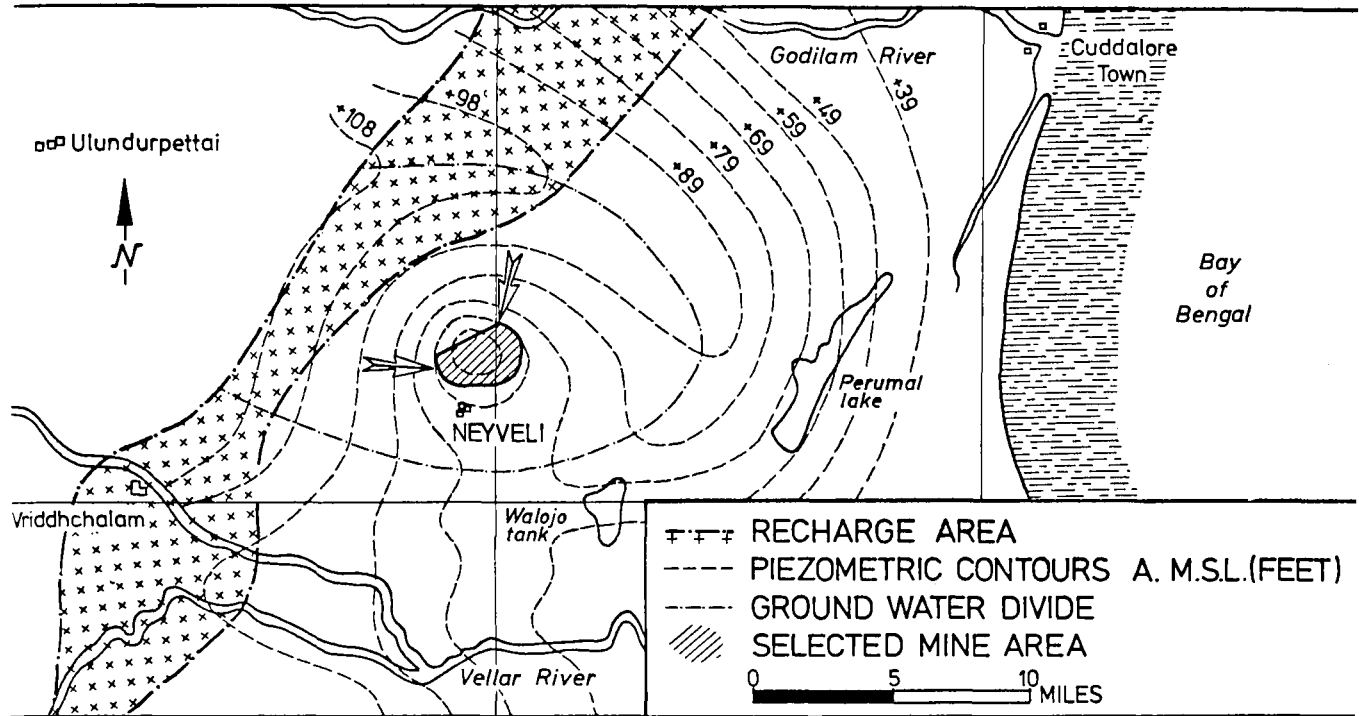 Godilam River
Cuddalore
Town
+108
+98
+89
+79
+69
+59
+49
+39
Ulundurpettai
N
Bay
of
Bengal
Perumal
lake
NEYVELI
Vriddhchalam
Walojo
tank
Vellar River
RECHARGE AREA
PIEZOMETRIC CONTOURS A. M.S.L.(FEET)
GROUND WATER DIVIDE
SELECTED MINE AREA
0 5 10 MILES